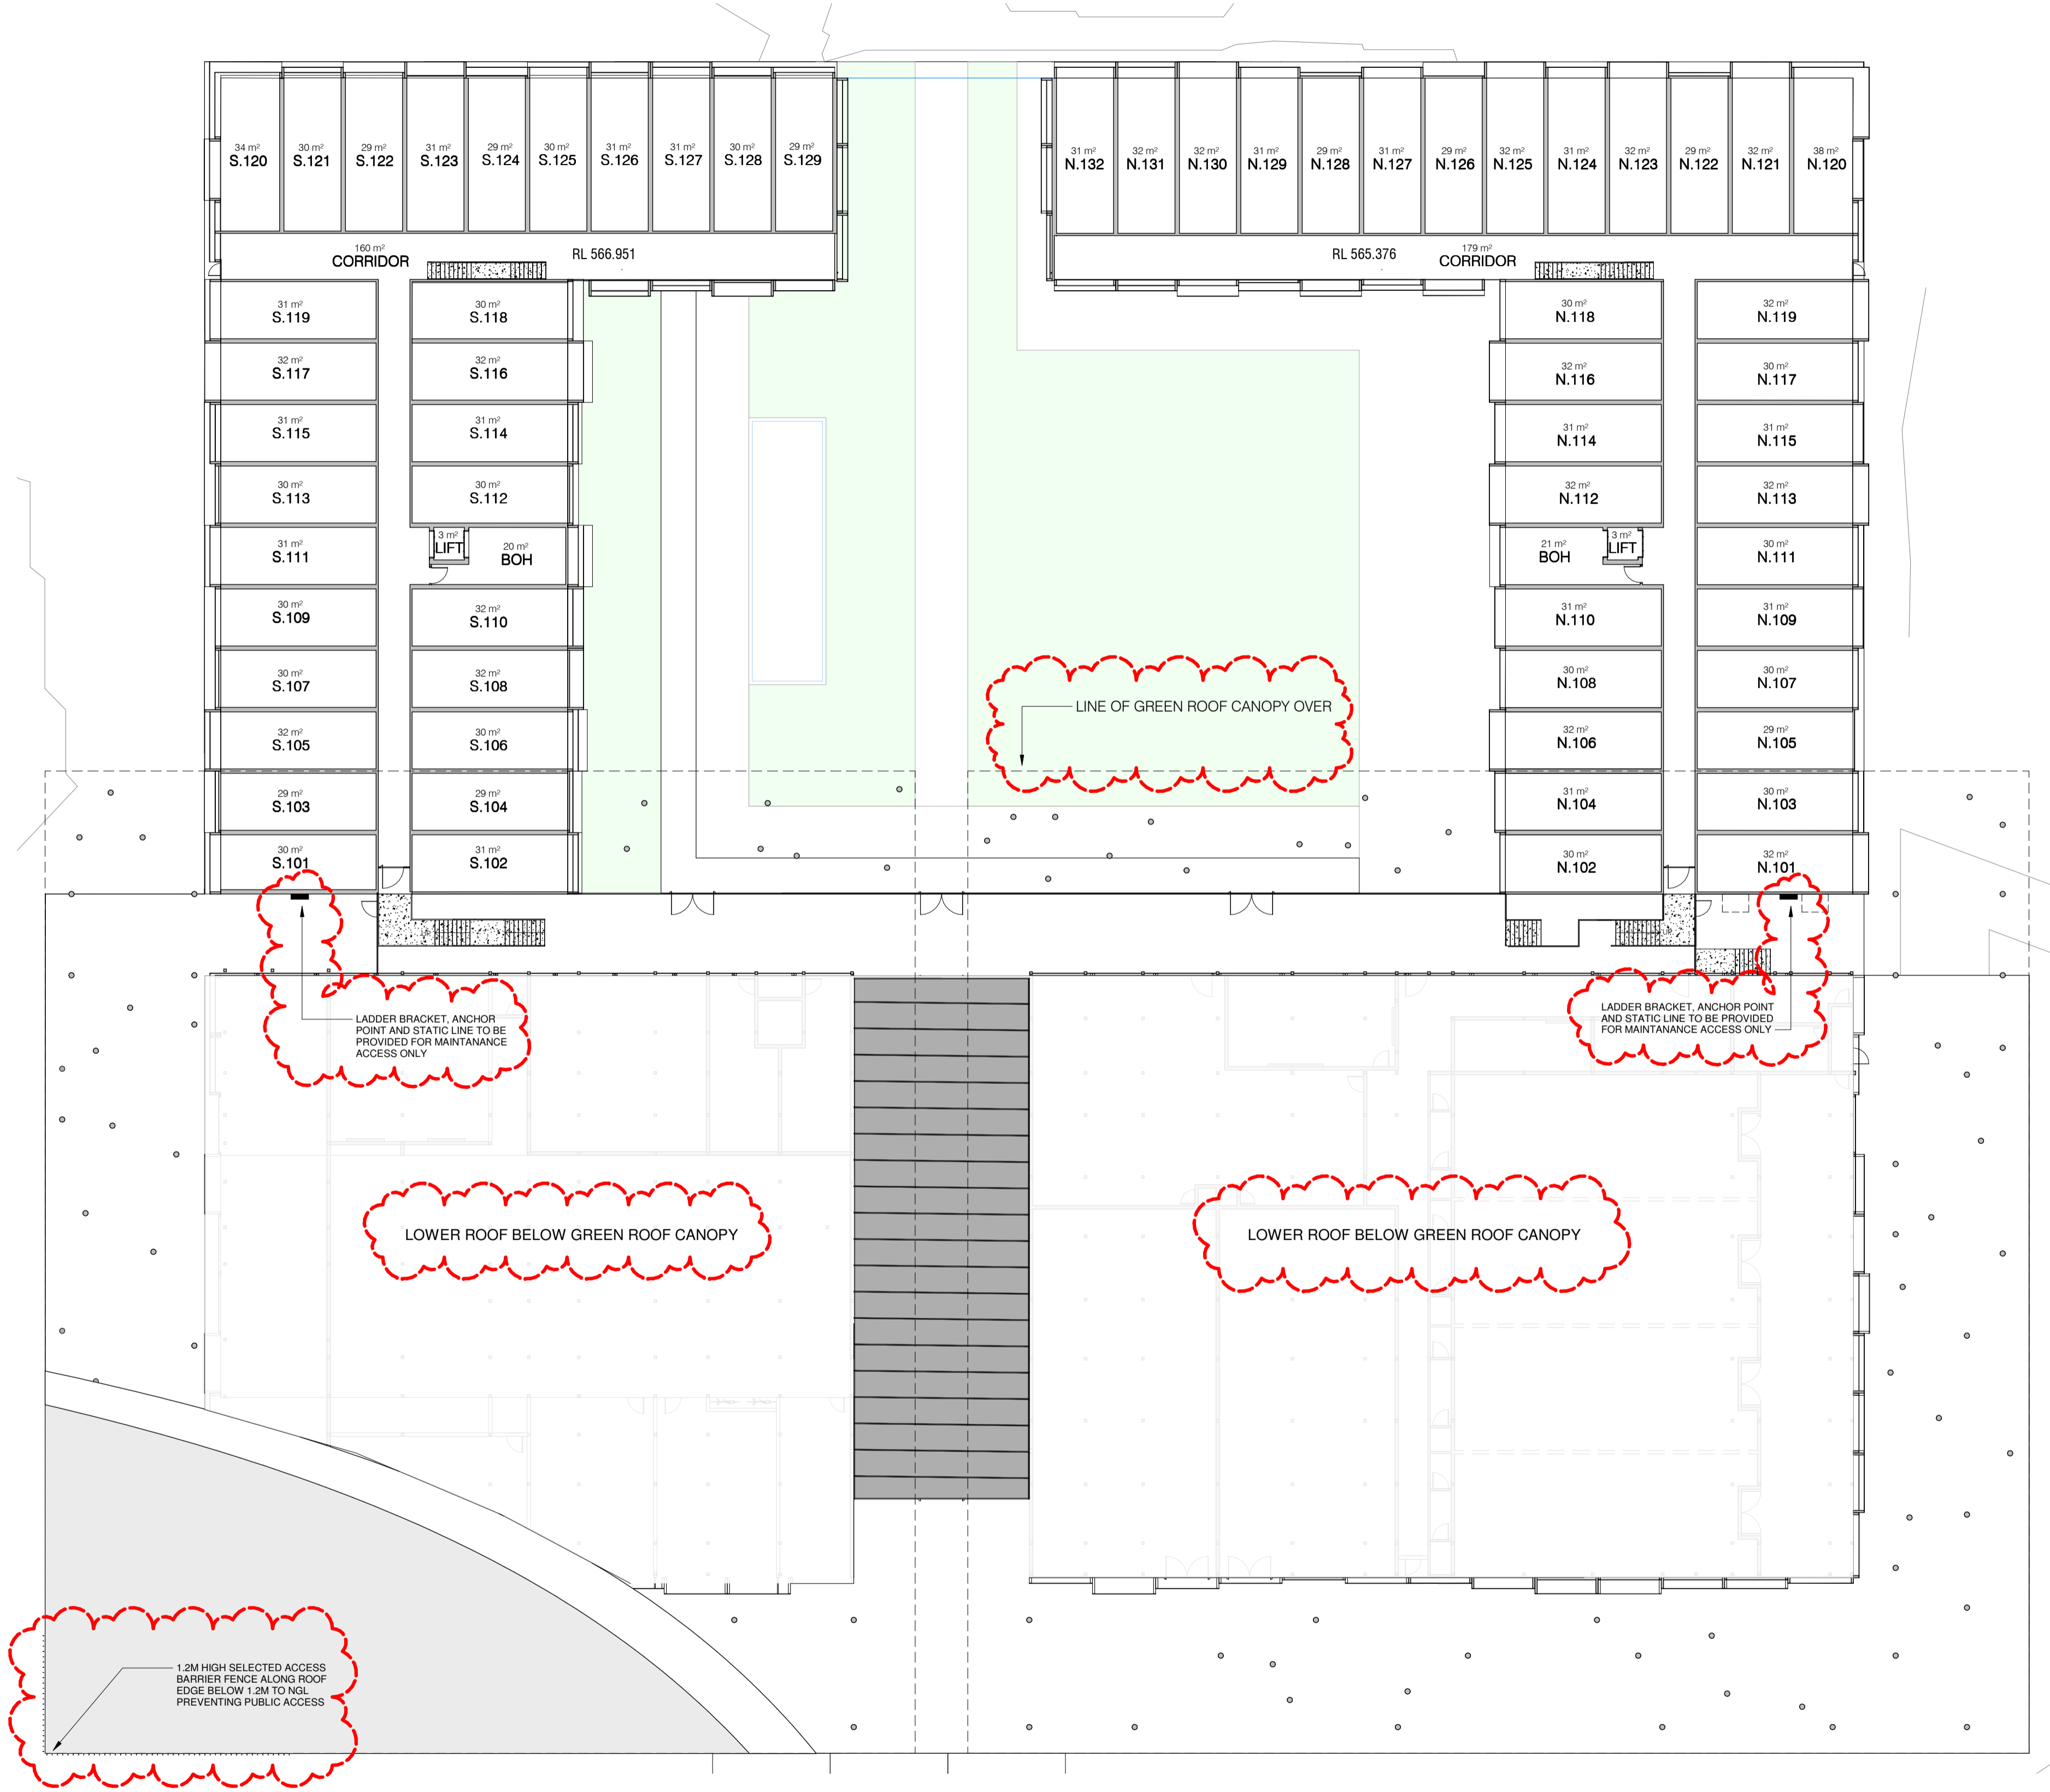 34 m²
S.120
30 m²
S.121
29 m²
S.122
31 m²
S.123
29 m²
S.124
30 m²
S.125
31 m²
S.126
31 m²
S.127
30 m²
S.128
29 m²
S.129
31 m²
N.132
32 m²
N.131
32 m²
N.130
31 m²
N.129
29 m²
N.128
31 m²
N.127
29 m²
N.126
32 m²
N.125
31 m²
N.124
32 m²
N.123
29 m²
N.122
32 m²
N.121
38 m²
N.120
160 m²
CORRIDOR
RL 566.951
RL 565.376
179 m²
CORRIDOR
31 m²
S.119
30 m²
S.118
30 m²
N.118
32 m²
N.119
32 m²
S.117
32 m²
S.116
32 m²
N.116
30 m²
N.117
31 m²
S.115
31 m²
S.114
31 m²
N.114
31 m²
N.115
30 m²
S.113
30 m²
S.112
32 m²
N.112
32 m²
N.113
31 m²
S.111
3 m²
LIFT
20 m²
BOH
21 m²
BOH
3 m²
LIFT
30 m²
N.111
30 m²
S.109
32 m²
S.110
31 m²
N.110
31 m²
N.109
30 m²
S.107
32 m²
S.108
30 m²
N.108
30 m²
N.107
LINE OF GREEN ROOF CANOPY OVER
32 m²
S.105
30 m²
S.106
32 m²
N.106
29 m²
N.105
29 m²
S.103
29 m²
S.104
31 m²
N.104
30 m²
N.103
30 m²
S.101
31 m²
S.102
30 m²
N.102
32 m²
N.101
LADDER BRACKET, ANCHOR
POINT AND STATIC LINE TO BE
PROVIDED FOR MAINTANANCE
ACCESS ONLY
LADDER BRACKET, ANCHOR POINT
AND STATIC LINE TO BE PROVIDED
FOR MAINTANANCE ACCESS ONLY
LOWER ROOF BELOW GREEN ROOF CANOPY
LOWER ROOF BELOW GREEN ROOF CANOPY
1.2M HIGH SELECTED ACCESS
BARRIER FENCE ALONG ROOF
EDGE BELOW 1.2M TO NGL
PREVENTING PUBLIC ACCESS